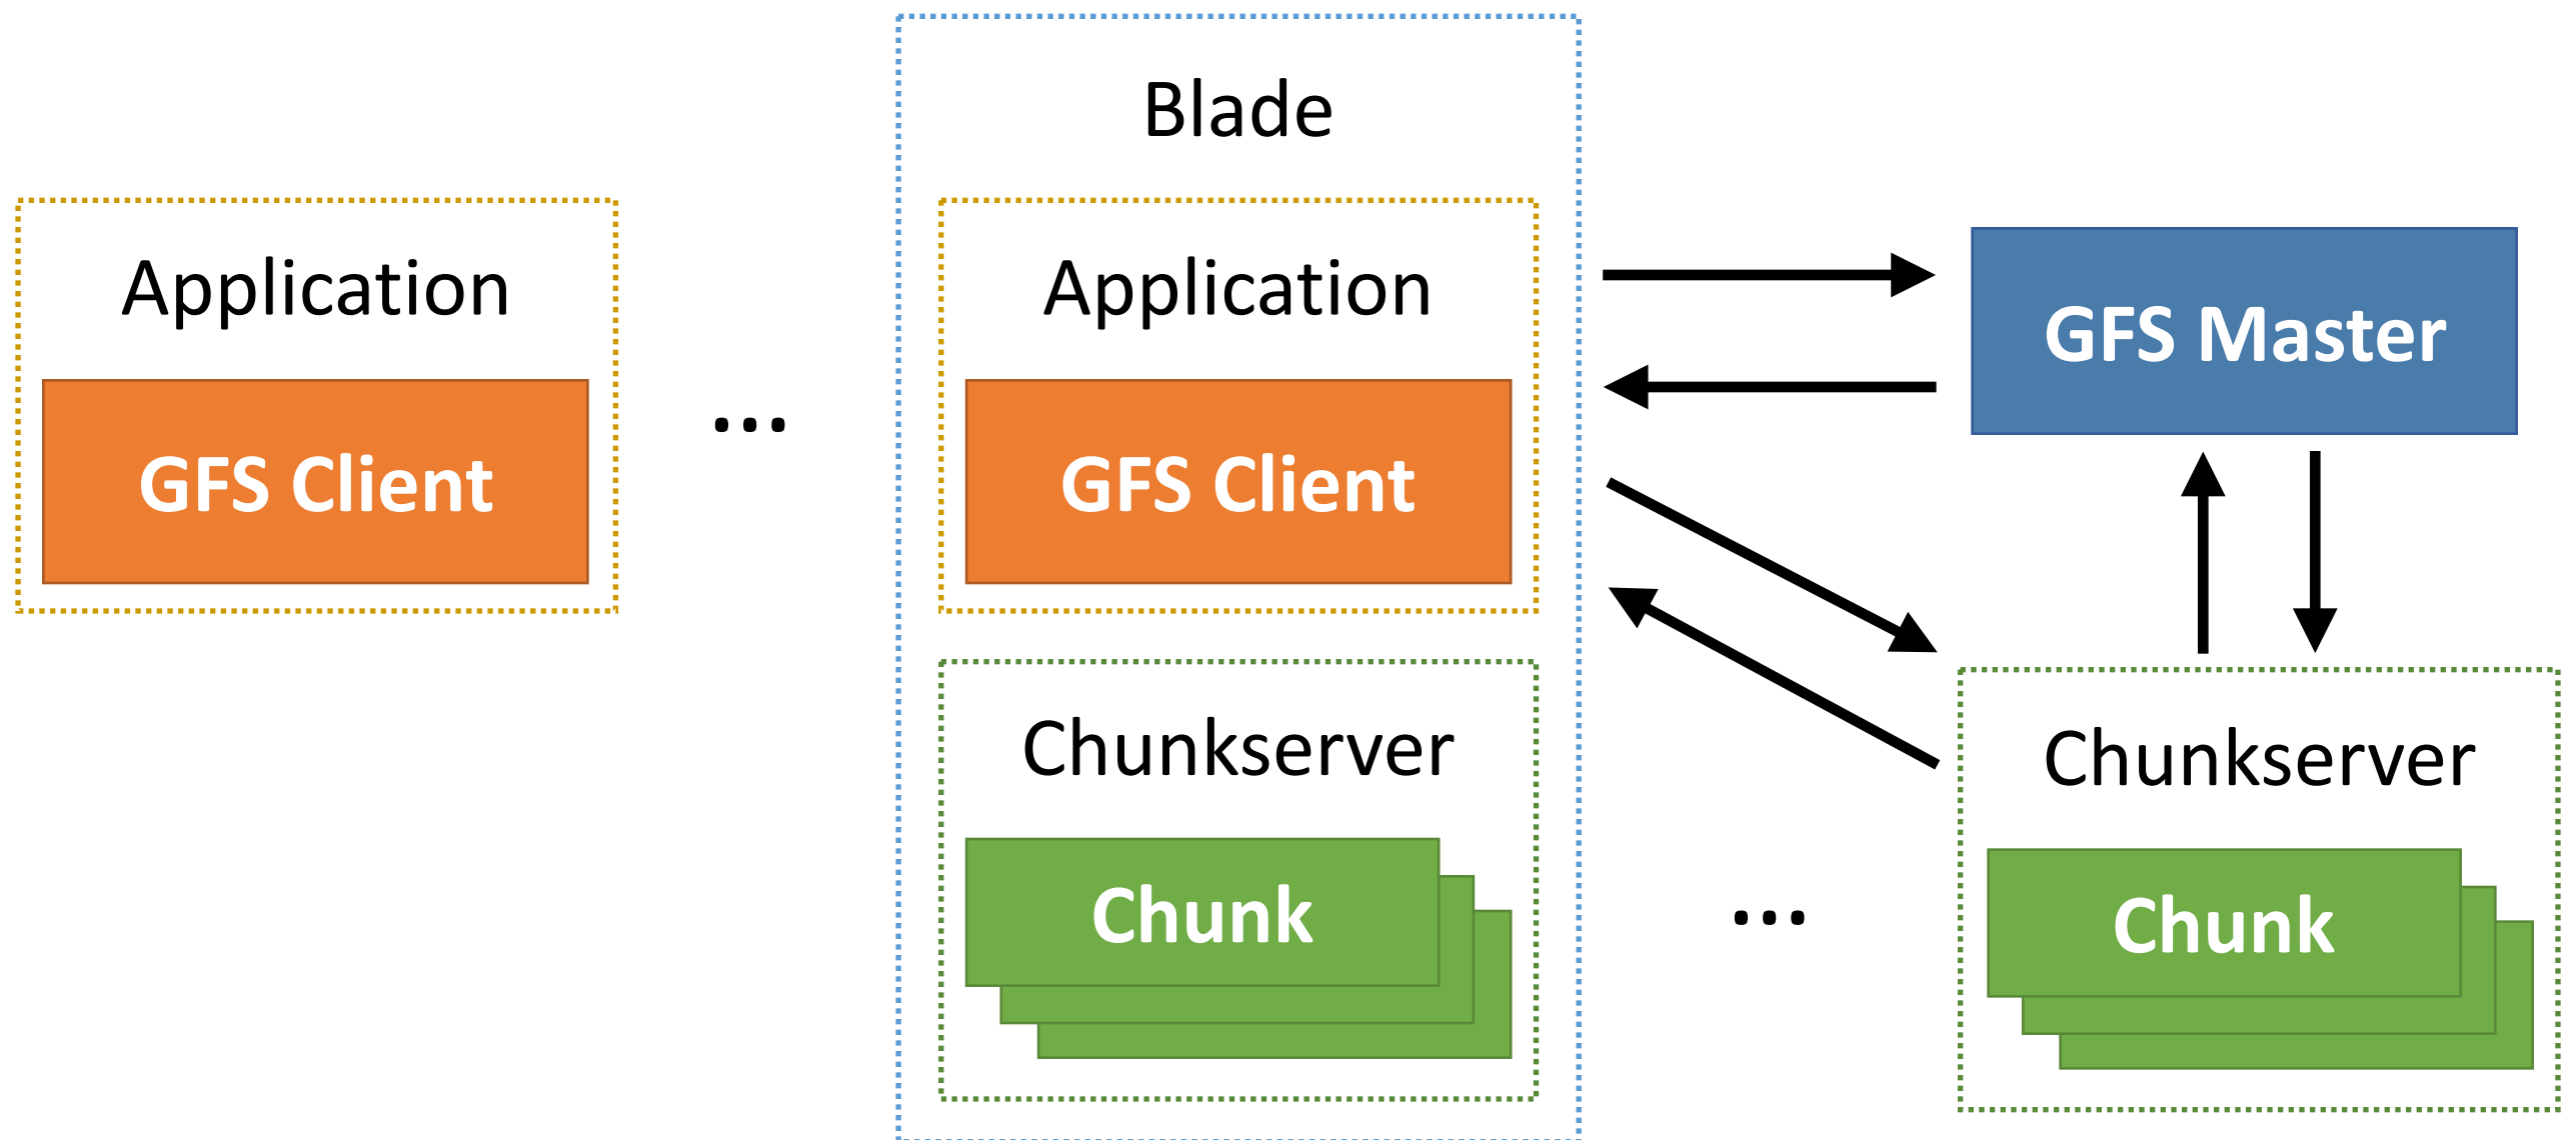 Blade
Application
GFS Client
...
Application
GFS Client
GFS Master
Chunkserver
Chunk
...
Chunkserver
Chunk